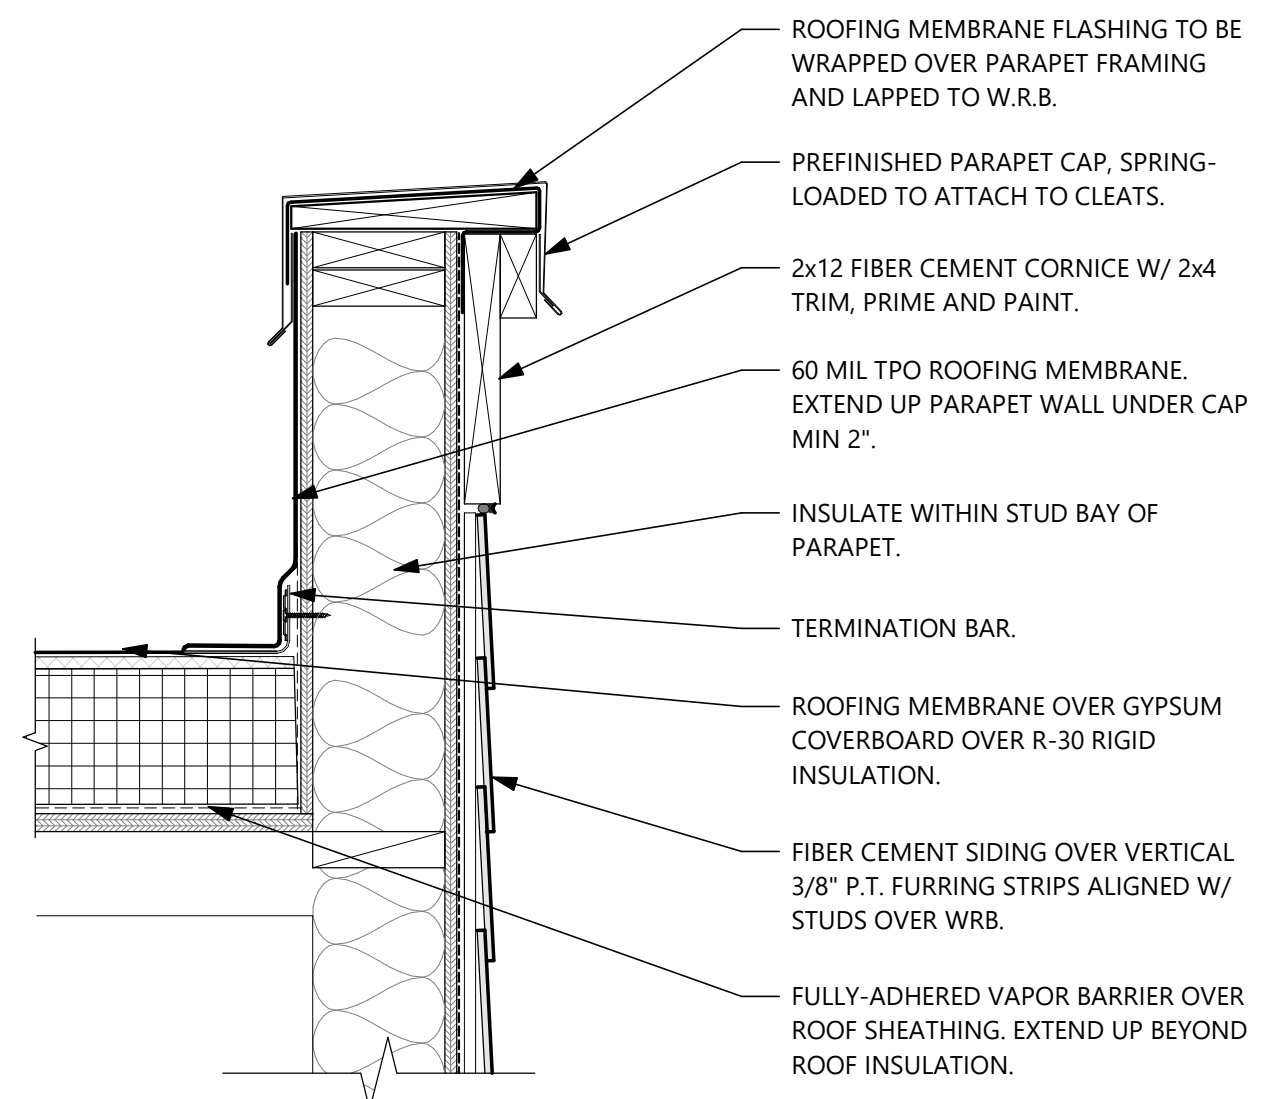 ROOFING MEMBRANE FLASHING TO BE
WRAPPED OVER PARAPET FRAMING
AND LAPPED TO W.R.B.
PREFINISHED PARAPET CAP, SPRING-
LOADED TO ATTACH TO CLEATS.
2x12 FIBER CEMENT CORNICE W/ 2x4
TRIM, PRIME AND PAINT.
60 MIL TPO ROOFING MEMBRANE.
EXTEND UP PARAPET WALL UNDER CAP
MIN 2".
INSULATE WITHIN STUD BAY OF
PARAPET.
TERMINATION BAR.
ROOFING MEMBRANE OVER GYPSUM
COVERBOARD OVER R-30 RIGID
INSULATION.
FIBER CEMENT SIDING OVER VERTICAL
3/8" P.T. FURRING STRIPS ALIGNED W/
STUDS OVER WRB.
FULLY-ADHERED VAPOR BARRIER OVER
ROOF SHEATHING. EXTEND UP BEYOND
ROOF INSULATION.